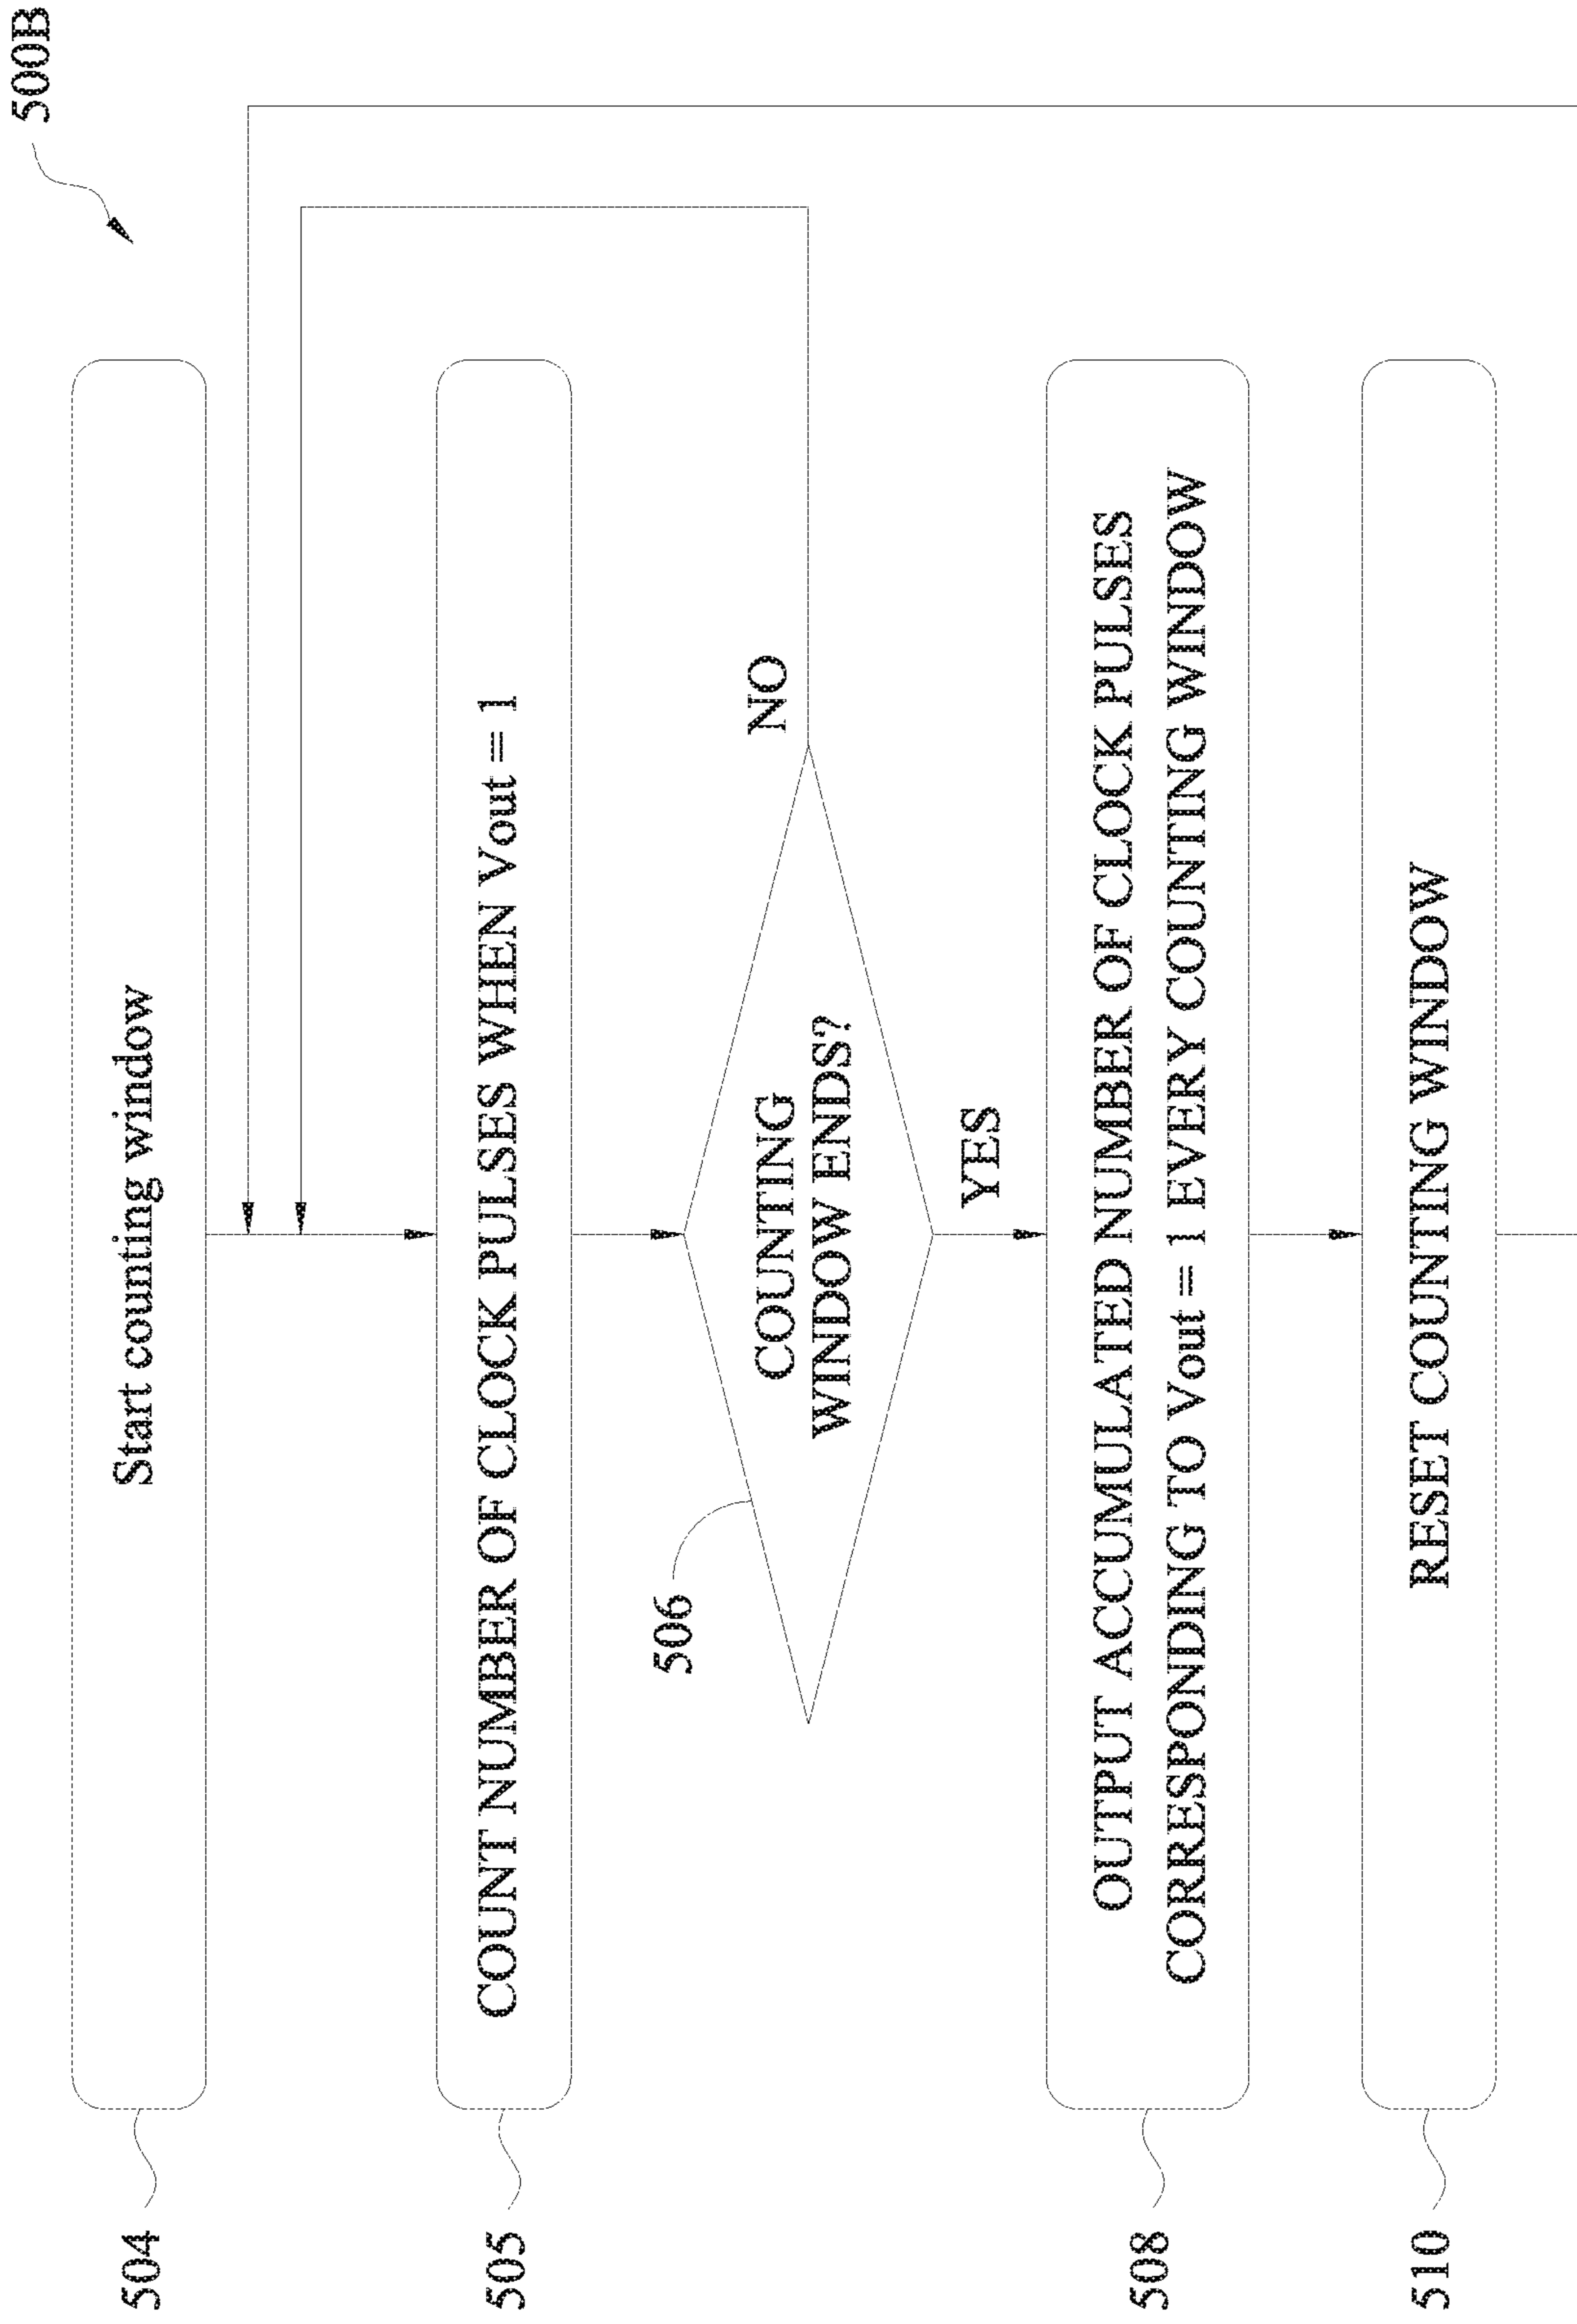 500B
504
Start counting window
505
COUNT NUMBER OF CLOCK PULSES WHEN Vout = 1
506
COUNTING
WINDOW ENDS?
NO
YES
508
OUTPUT ACCUMULATED NUMBER OF CLOCK PULSES
CORRESPONDING TO Vout = 1 EVERY COUNTING WINDOW
510
RESET COUNTING WINDOW